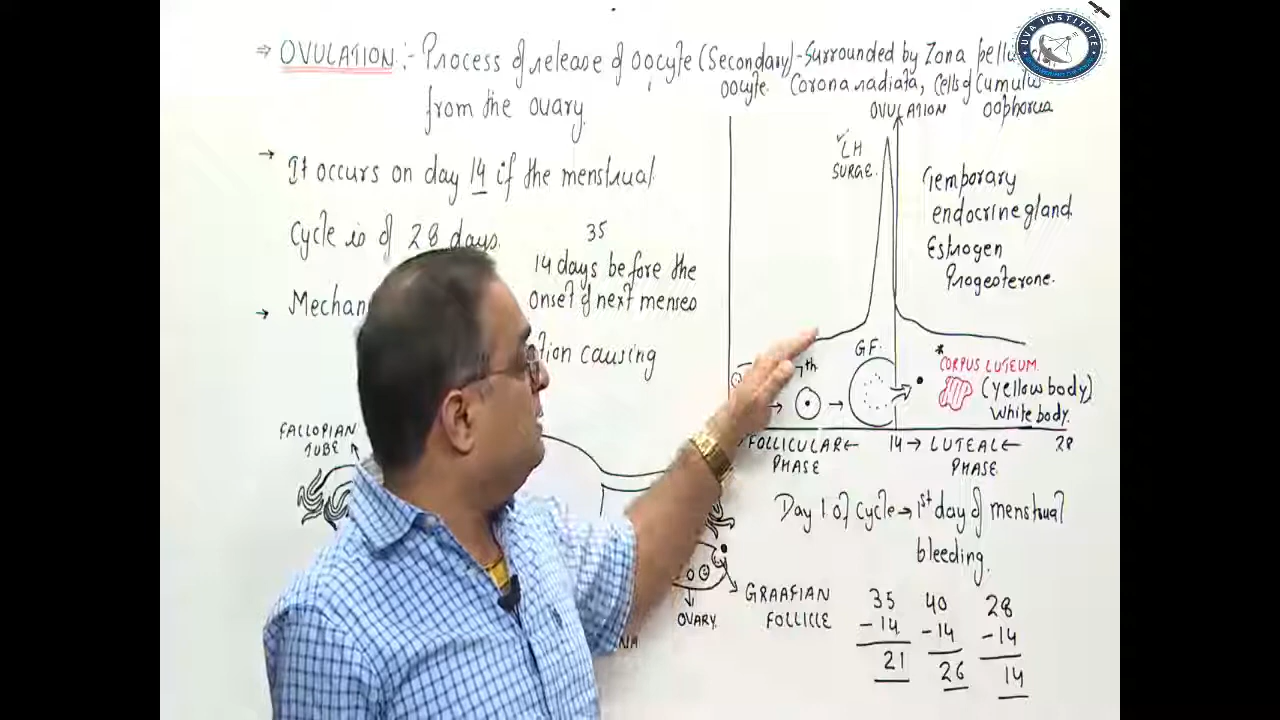 UVA INSTITUTE
⇒ OVULATION :- Process of release of oocyte (Secondary) - Surrounded by Zona
oocyte. Corona radiata, Cells of Cumulus
from the ovary.
OVULATION oophorus
→ It occurs on day 14 if the menstrual
Cycle is of 28 days.
35
14 days before the
onset of next menses
→
causing
✓ LH
SURGE.
Temporary
endocrine gland.
Estrogen
Progesterone.
7th
GF.
*
CORPUS LUTEUM
(yellow body)
white body.
FOLLICULAR ← 14 → LUTEAL ← 28
PHASE PHASE
FALLOPIAN
TUBE
Day 1 of cycle → 1st day of menstrual
bleeding.
GRAAFIAN
FOLLICLE
OVARY.
35 40 28
-14 -14 -14
21 26 14